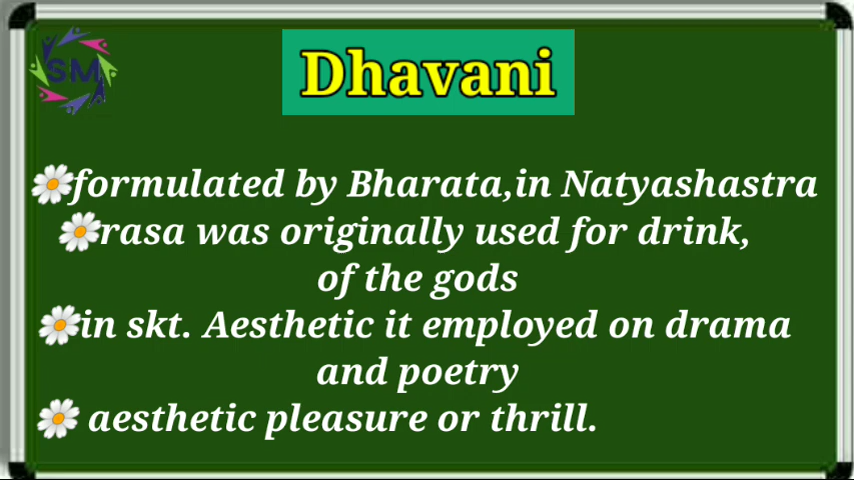 SM
Dhavani
formulated by Bharata,in Natyashastra
rasa was originally used for drink,
of the gods
in skt. Aesthetic it employed on drama
and poetry
aesthetic pleasure or thrill.